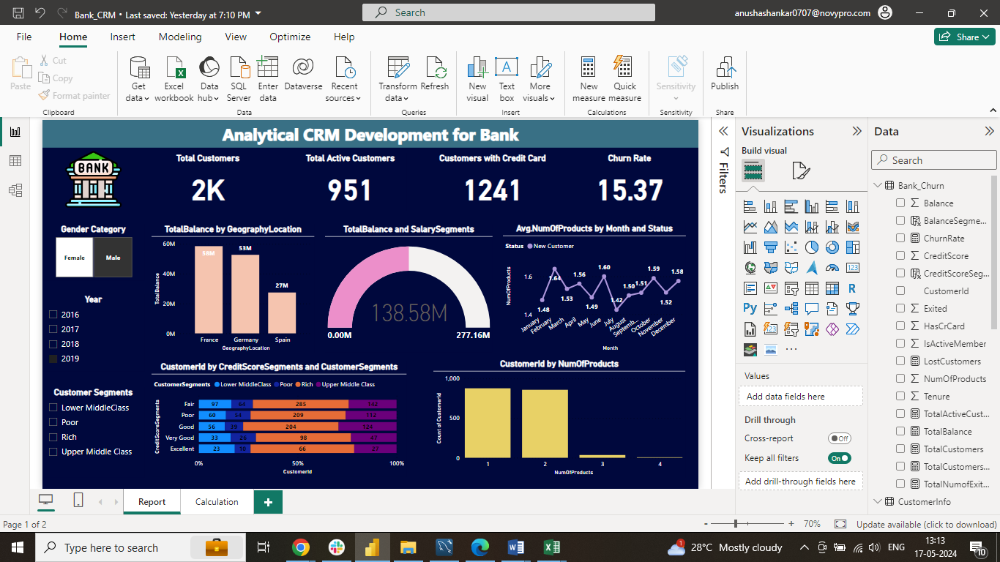 Bank_CRM • Last saved: Yesterday at 7:10 PM
Search
anushashankar0707@novypro.com
File
Home
Insert
Modeling
View
Optimize
Help
Share
Paste
Cut
Copy
Format painter
Clipboard
Get data
Excel workbook
Data hub
SQL Server
Enter data
Dataverse
Recent sources
Data
Transform data
Refresh
Queries
New visual
Text box
More visuals
Insert
New measure
Quick measure
Calculations
Sensitivity
Sensitivity
Publish
Share
Analytical CRM Development for Bank
BANK
Total Customers
2K
Total Active Customers
951
Customers with Credit Card
1241
Churn Rate
15.37
Gender Category
Female
Male
Year
2016
2017
2018
2019
Customer Segments
Lower MiddleClass
Poor
Rich
Upper Middle Class
TotalBalance by GeographyLocation
TotalBalance
60M
40M
20M
0M
58M
53M
27M
France
Germany
Spain
GeographyLocation
TotalBalance and SalarySegments
138.58M
0.00M
277.16M
Avg.NumOfProducts by Month and Status
Status
New Customer
NumOfProducts
1.6
1.4
1.48
1.64
1.53
1.56
1.49
1.60
1.42
1.50
1.51
1.59
1.52
1.58
January
February
March
April
May
June
July
August
Septemb...
October
November
December
Month
CustomerId by CreditScoreSegments and CustomerSegments
CustomerSegments
Lower MiddleClass
Poor
Rich
Upper Middle Class
CreditScoreSegments
Fair 97 64 285 142
Poor 60 54 209 112
Good 56 39 204 124
Very Good 33 26 98 47
Excellent 23 10 66 27
0%
50%
100%
CustomerId
CustomerId by NumOfProducts
Count of CustomerId
1,000
500
0
1
2
3
4
NumOfProducts
Filters
Visualizations
Build visual
123
R
Py
123
...
Values
Add data fields here
Drill through
Cross-report
Off
Keep all filters
On
Add drill-through fields here
Data
Search
Bank_Churn
Balance
BalanceSegme...
ChurnRate
CreditScore
CreditScoreSeg...
CustomerId
Exited
HasCrCard
IsActiveMember
LostCustomers
NumOfProducts
Tenure
TotalActiveCust...
TotalBalance
TotalCustomers
TotalCustomers...
TotalNumofExit...
CustomerInfo
Report
Calculation
Page 1 of 2
70%
Update available (click to download)
Type here to search
1
28°C Mostly cloudy
ENG
13:13
17-05-2024
10